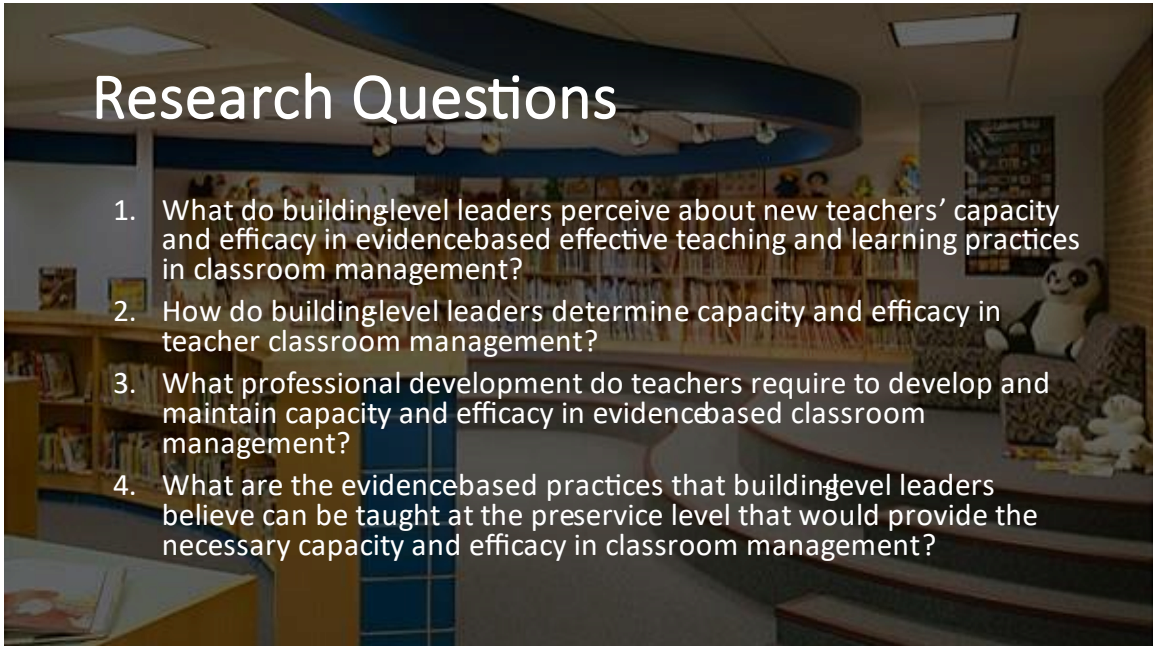 Research Questions
1. What do buildinglevel leaders perceive about new teachers’ capacity
and efficacy in evidencebased effective teaching and learning practices
in classroom management?
2. How do buildinglevel leaders determine capacity and efficacy in
teacher classroom management?
3. What professional development do teachers require to develop and
maintain capacity and efficacy in evidence-based classroom
management?
4. What are the evidencebased practices that building-level leaders
believe can be taught at the preservice level that would provide the
necessary capacity and efficacy in classroom management?